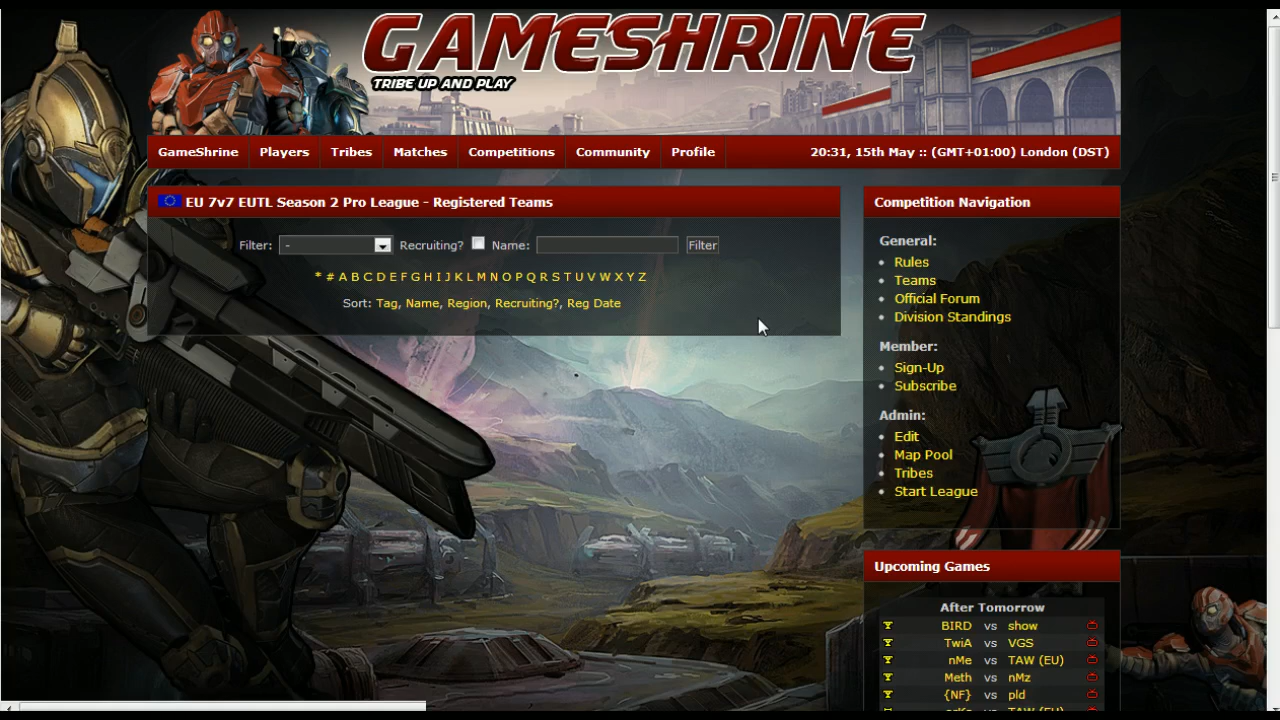 GAMESHRINE
TRIBE UP AND PLAY
GameShrine Players Tribes Matches Competitions Community Profile 20:31, 15th May :: (GMT+01:00) London (DST)
EU 7v7 EUTL Season 2 Pro League - Registered Teams
Filter: - Recruiting? Name: Filter
* # A B C D E F G H I J K L M N O P Q R S T U V W X Y Z
Sort: Tag, Name, Region, Recruiting?, Reg Date
Competition Navigation
General:
Rules
Teams
Official Forum
Division Standings
Member:
Sign-Up
Subscribe
Admin:
Edit
Map Pool
Tribes
Start League
Upcoming Games
After Tomorrow
BIRD vs show
TwiA vs VGS
nMe vs TAW (EU)
Meth vs nMz
{NF} vs pld
vs TAW (EU)